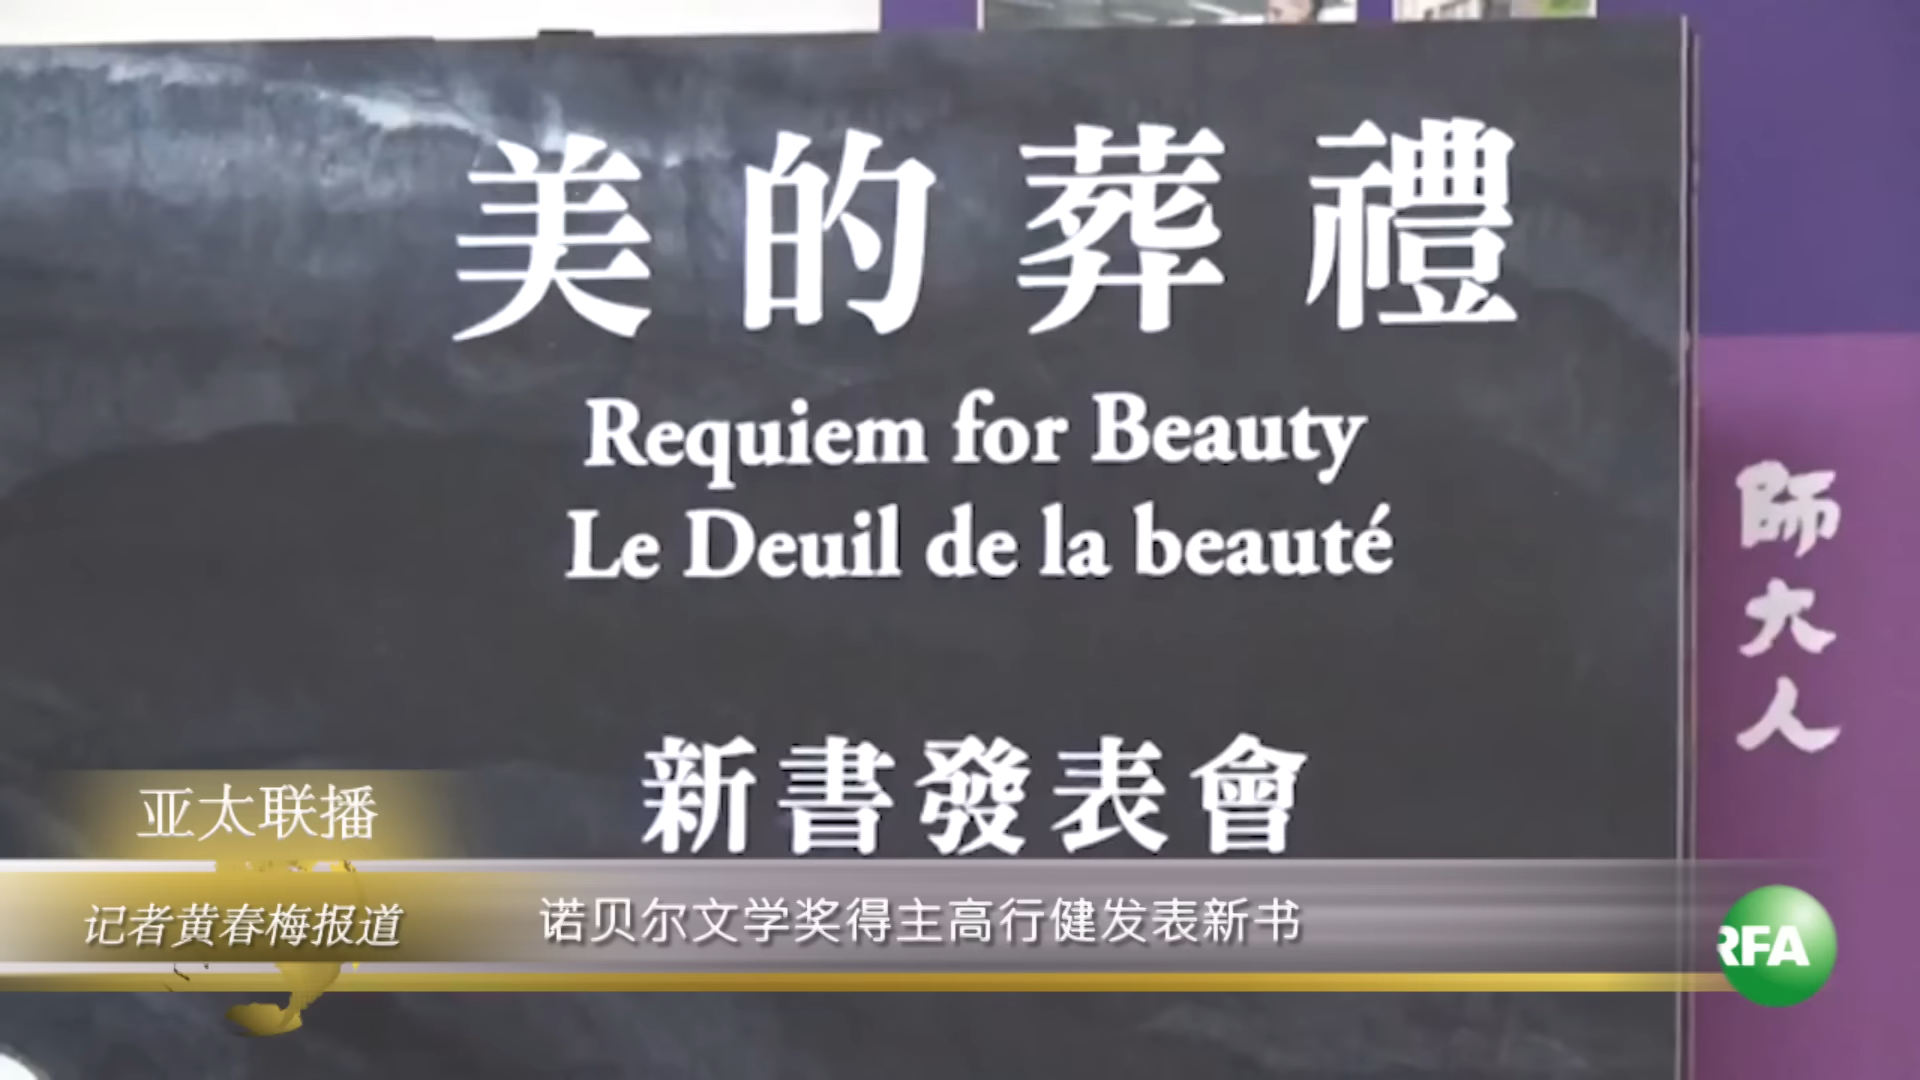 美的葬禮
Requiem for Beauty
Le Deuil de la beauté
新書發表會
師大人
亚太联播
记者黄春梅报道
诺贝尔文学奖得主高行健发表新书
RFA